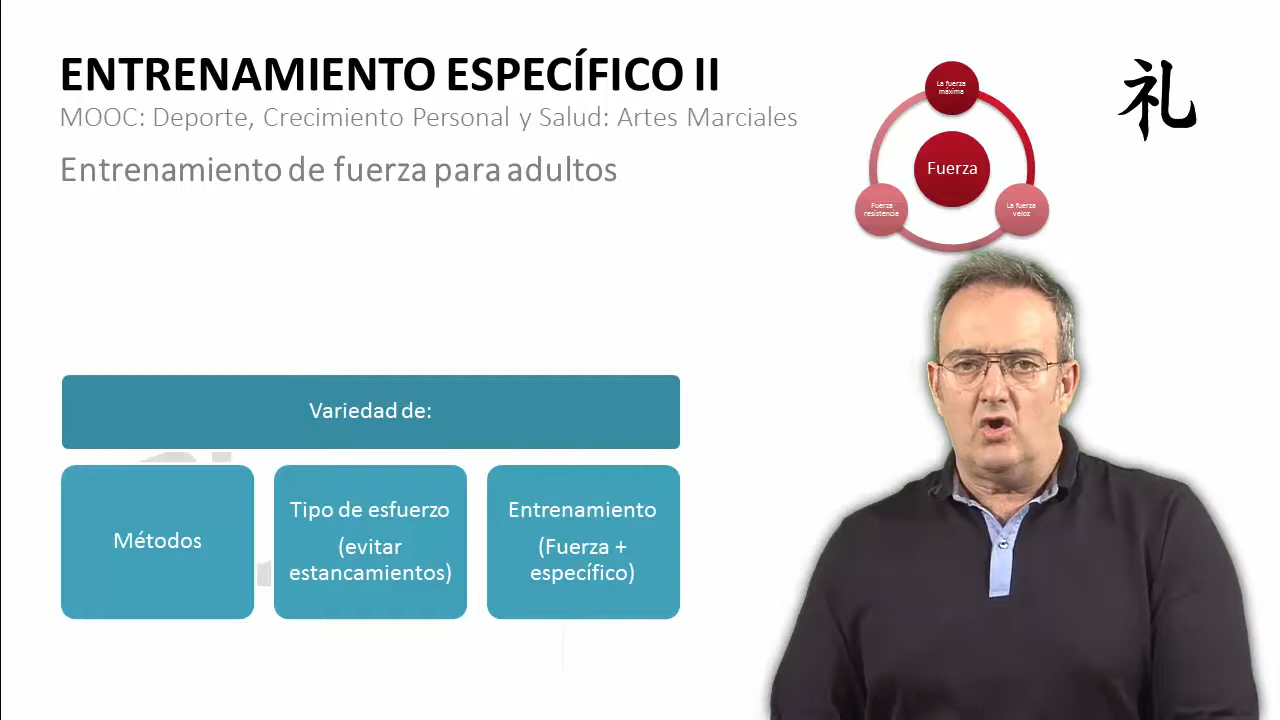 ENTRENAMIENTO ESPECÍFICO II
MOOC: Deporte, Crecimiento Personal y Salud: Artes Marciales
Entrenamiento de fuerza para adultos
La fuerza
máxima
Fuerza
Fuerza
resistencia
La fuerza
veloz
礼
Variedad de:
Métodos
Tipo de esfuerzo
(evitar
estancamientos)
Entrenamiento
(Fuerza +
específico)